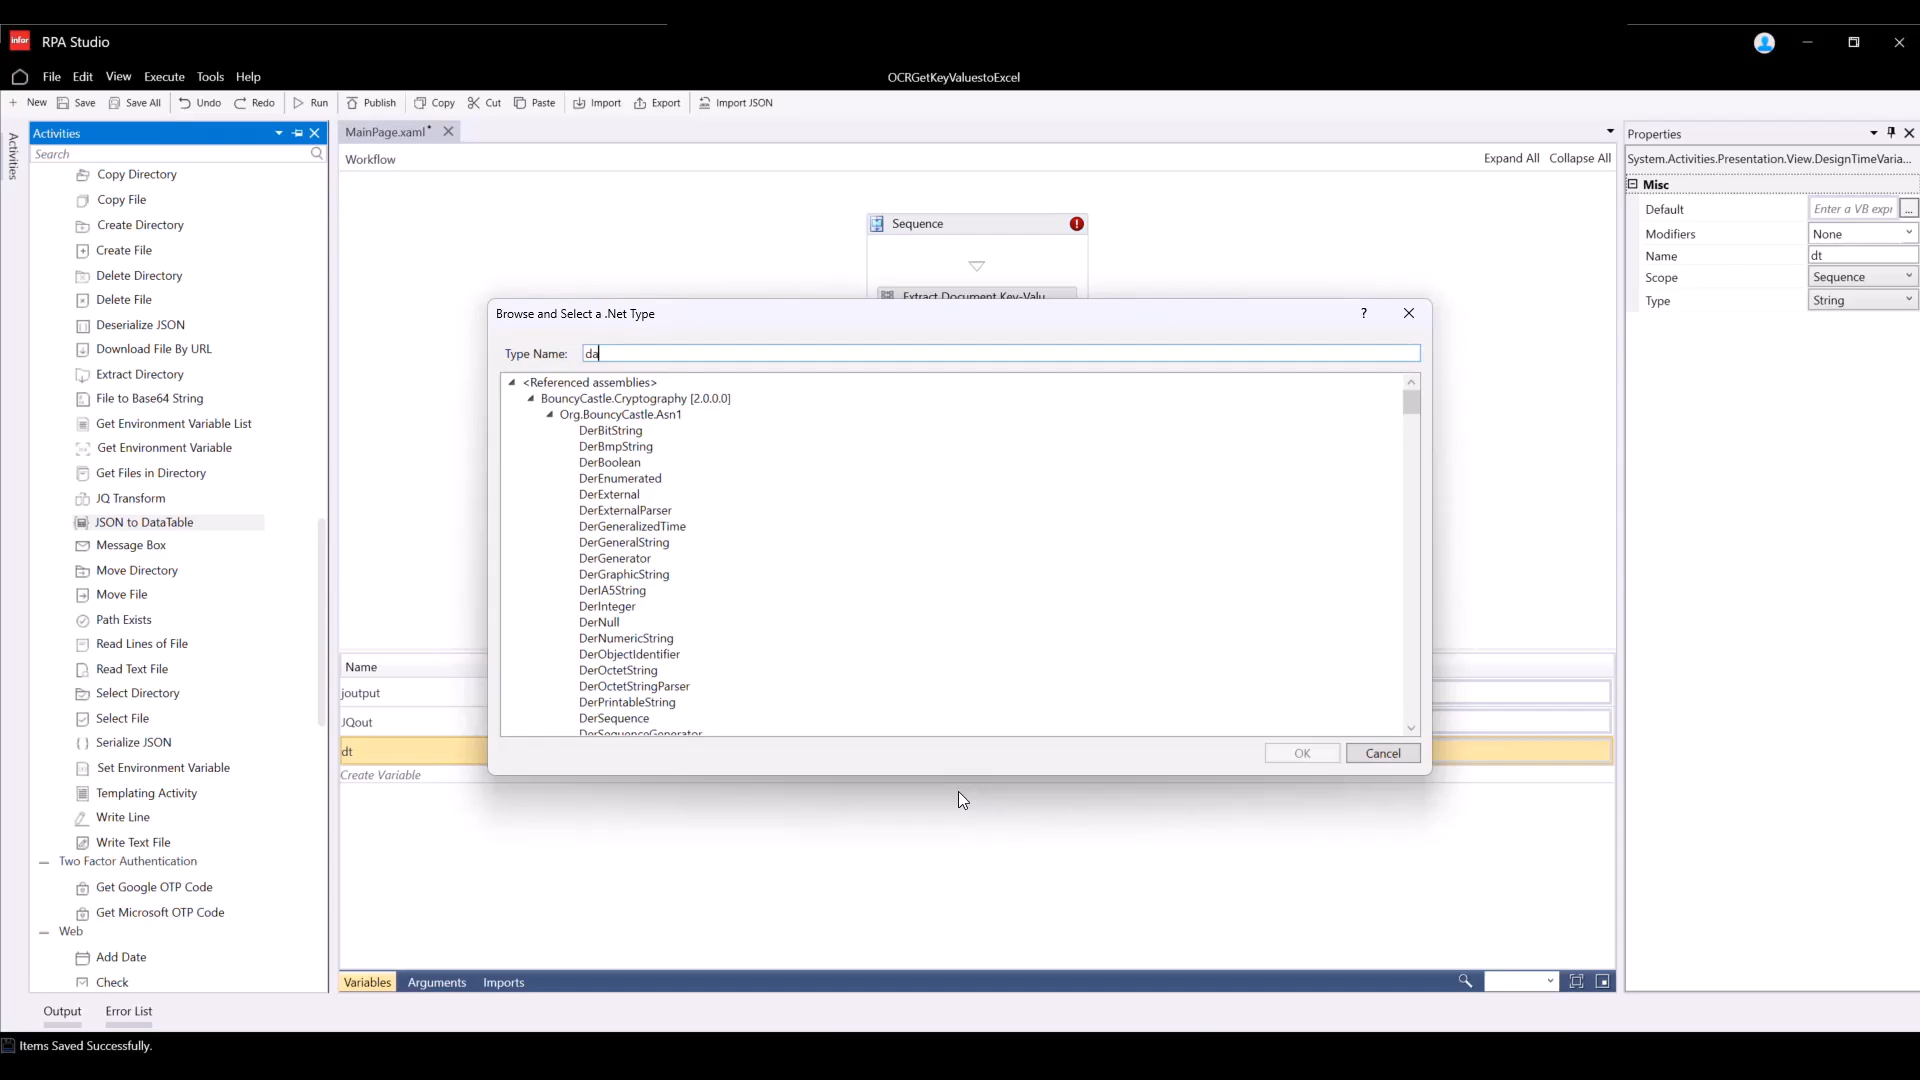 infor RPA Studio
File Edit View Execute Tools Help
OCRGetKeyValuestoExcel
New Save Save All Undo Redo Run Publish Copy Cut Paste Import Export Import JSON
Activities
Activities
Search
Copy Directory
Copy File
Create Directory
Create File
Delete Directory
Delete File
Deserialize JSON
Download File By URL
Extract Directory
File to Base64 String
Get Environment Variable List
Get Environment Variable
Get Files in Directory
JQ Transform
JSON to DataTable
Message Box
Move Directory
Move File
Path Exists
Read Lines of File
Read Text File
Select Directory
Select File
Serialize JSON
Set Environment Variable
Templating Activity
Write Line
Write Text File
Two Factor Authentication
Get Google OTP Code
Get Microsoft OTP Code
Web
Add Date
Check
MainPage.xaml*
Workflow
Expand All Collapse All
Sequence
Extract Document Key-Valu
Browse and Select a .Net Type
?
Type Name: da
<Referenced assemblies>
BouncyCastle.Cryptography [2.0.0.0]
Org.BouncyCastle.Asn1
DerBitString
DerBmpString
DerBoolean
DerEnumerated
DerExternal
DerExternalParser
DerGeneralizedTime
DerGeneralString
DerGenerator
DerGraphicString
DerIA5String
DerInteger
DerNull
DerNumericString
DerObjectIdentifier
DerOctetString
DerOctetStringParser
DerPrintableString
DerSequence
DerSequenceGenerator
OK Cancel
Name
joutput
JQout
dt
Create Variable
Variables Arguments Imports
Properties
System.Activities.Presentation.View.DesignTimeVaria...
Misc
Default Enter a VB expr ...
Modifiers None
Name dt
Scope Sequence
Type String
Output Error List
Items Saved Successfully.